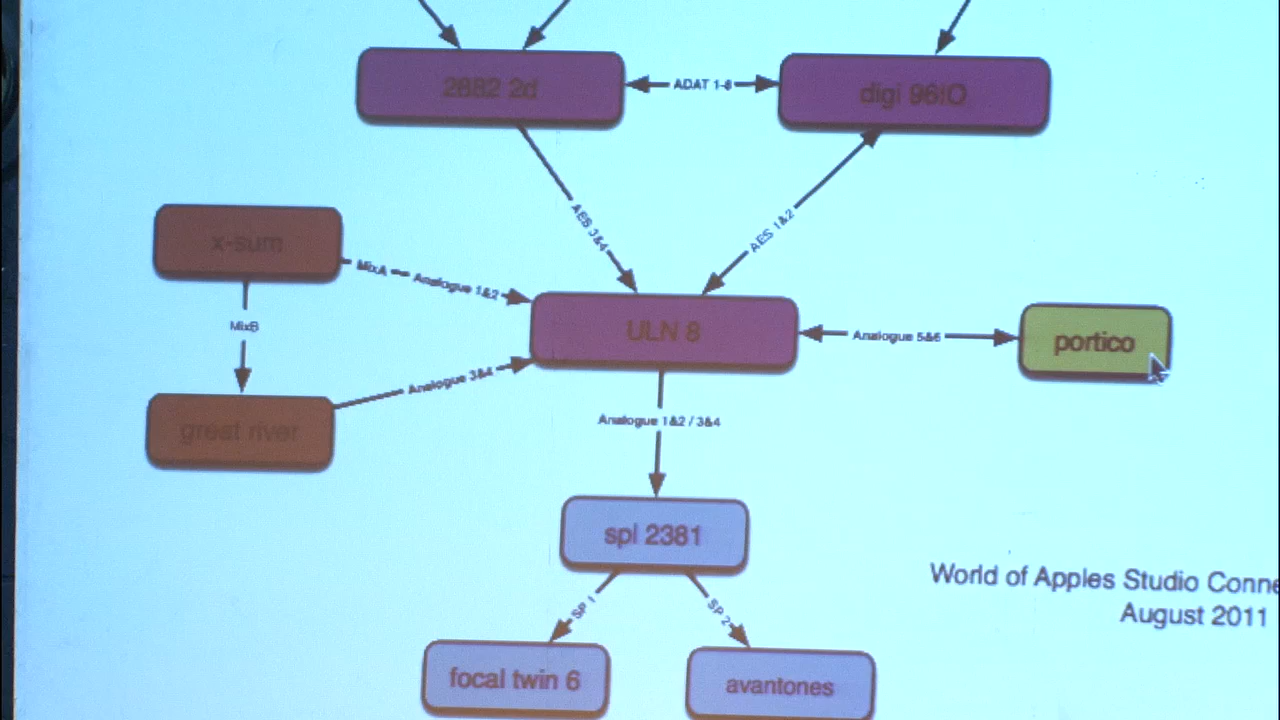 2882 2d
ADAT 1-8
digi 96IO
AES 3&4
AES 1&2
x-sum
MixA
Analogue 1&2
MixB
ULN 8
Analogue 5&6
portico
Analogue 3&4
great river
Analogue 1&2 / 3&4
spl 2381
World of Apples Studio Conne
August 2011
SP 1
SP 2
focal twin 6
avantones